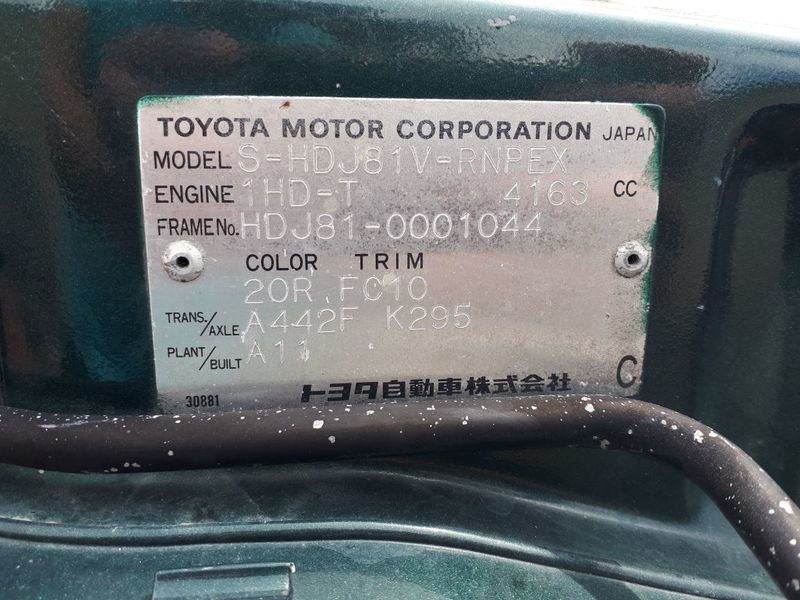 TOYOTA MOTOR CORPORATION JAPAN
MODEL S-HDJ81V-RNPEX
ENGINE 1HD-T 4163 CC
FRAME No. HDJ81-0001044
COLOR TRIM
20R FC10
TRANS./AXLE A442F K295
PLANT/BUILT A11
トヨタ自動車株式会社 C
30881